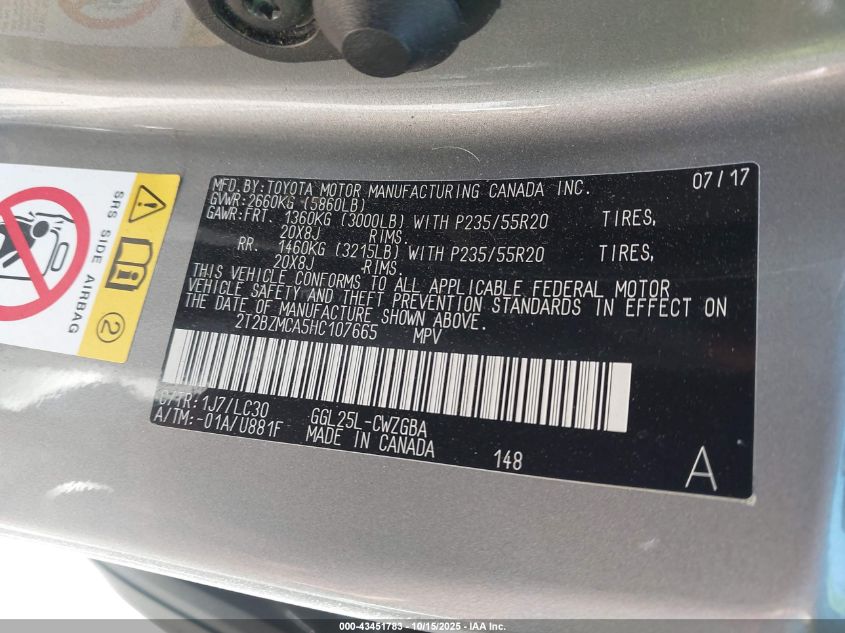 MFD. BY: TOYOTA MOTOR MANUFACTURING CANADA INC. 07/17
GVWR: 2660KG (5860LB)
GAWR: FRT. 1360KG (3000LB) WITH P235/55R20 TIRES,
20X8J RIMS.
RR. 1460KG (3215LB) WITH P235/55R20 TIRES,
20X8J RIMS.
THIS VEHICLE CONFORMS TO ALL APPLICABLE FEDERAL MOTOR
VEHICLE SAFETY AND THEFT PREVENTION STANDARDS IN EFFECT ON
THE DATE OF MANUFACTURE SHOWN ABOVE.
2T2BZMCA5HC107665 MPV
C/TR: 1J7/LC30
A/TM: -01A/U881F GGL25L-CWZGBA
MADE IN CANADA 148 A
SRS SIDE AIRBAG
2
000-43451783 - 10/15/2025 - IAA Inc.